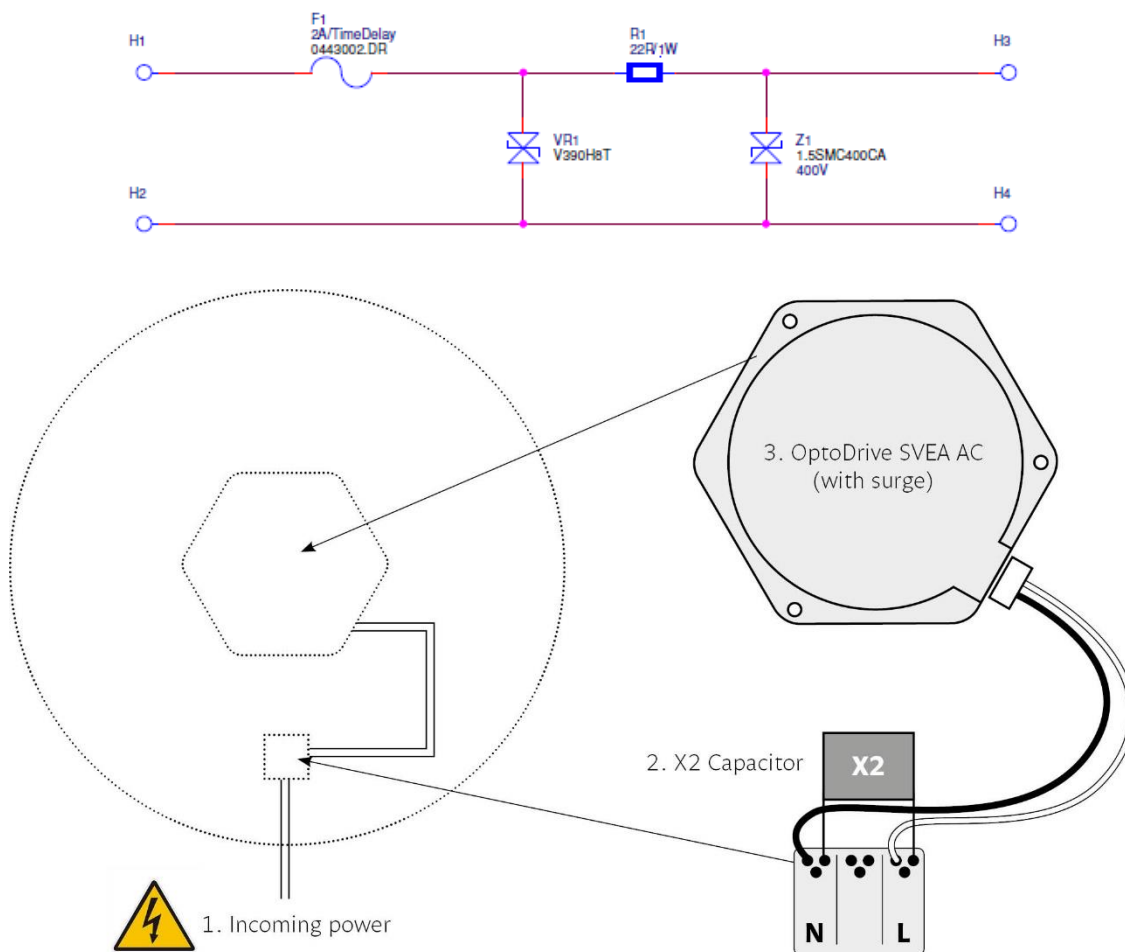 F1
2A/TimeDelay
0443002.DR
H1
R1
22R/1W
H3
VR1
V390H8T
Z1
1.5SMC400CA
400V
H2
H4
3. OptoDrive SVEA AC
(with surge)
2. X2 Capacitor
X2
1. Incoming power
N
L